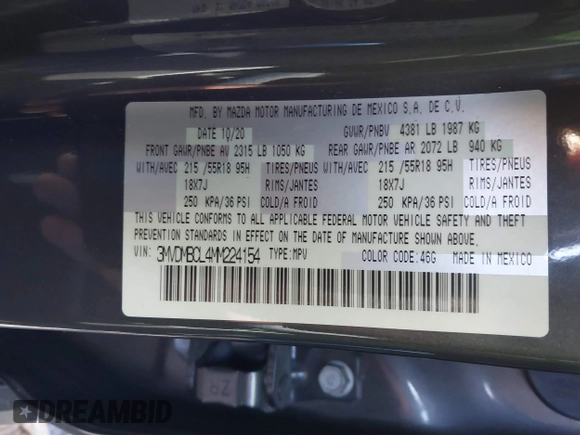 MFD. BY MAZDA MOTOR MANUFACTURING DE MEXICO S.A. DE C.V.
DATE 10/20 GVWR/PNBV 4381 LB 1987 KG
FRONT GAWR/PNBE AV 2315 LB 1050 KG REAR GAWR/PNBE AR 2072 LB 940 KG
WITH/AVEC 215 /55R18 95H TIRES/PNEUS WITH/AVEC 215 /55R18 95H TIRES/PNEUS
18X7J RIMS/JANTES 18X7J RIMS/JANTES
250 KPA/36 PSI COLD/A FROID 250 KPA/36 PSI COLD/A FROID
THIS VEHICLE CONFORMS TO ALL APPLICABLE FEDERAL MOTOR VEHICLE SAFETY AND THEFT
PREVENTION STANDARDS IN EFFECT ON THE DATE OF MANUFACTURE SHOWN ABOVE.
VIN: 3MVDMBCL4MM224154 TYPE:MPV COLOR CODE:46G MADE IN MEXICO
29
DREAMBID